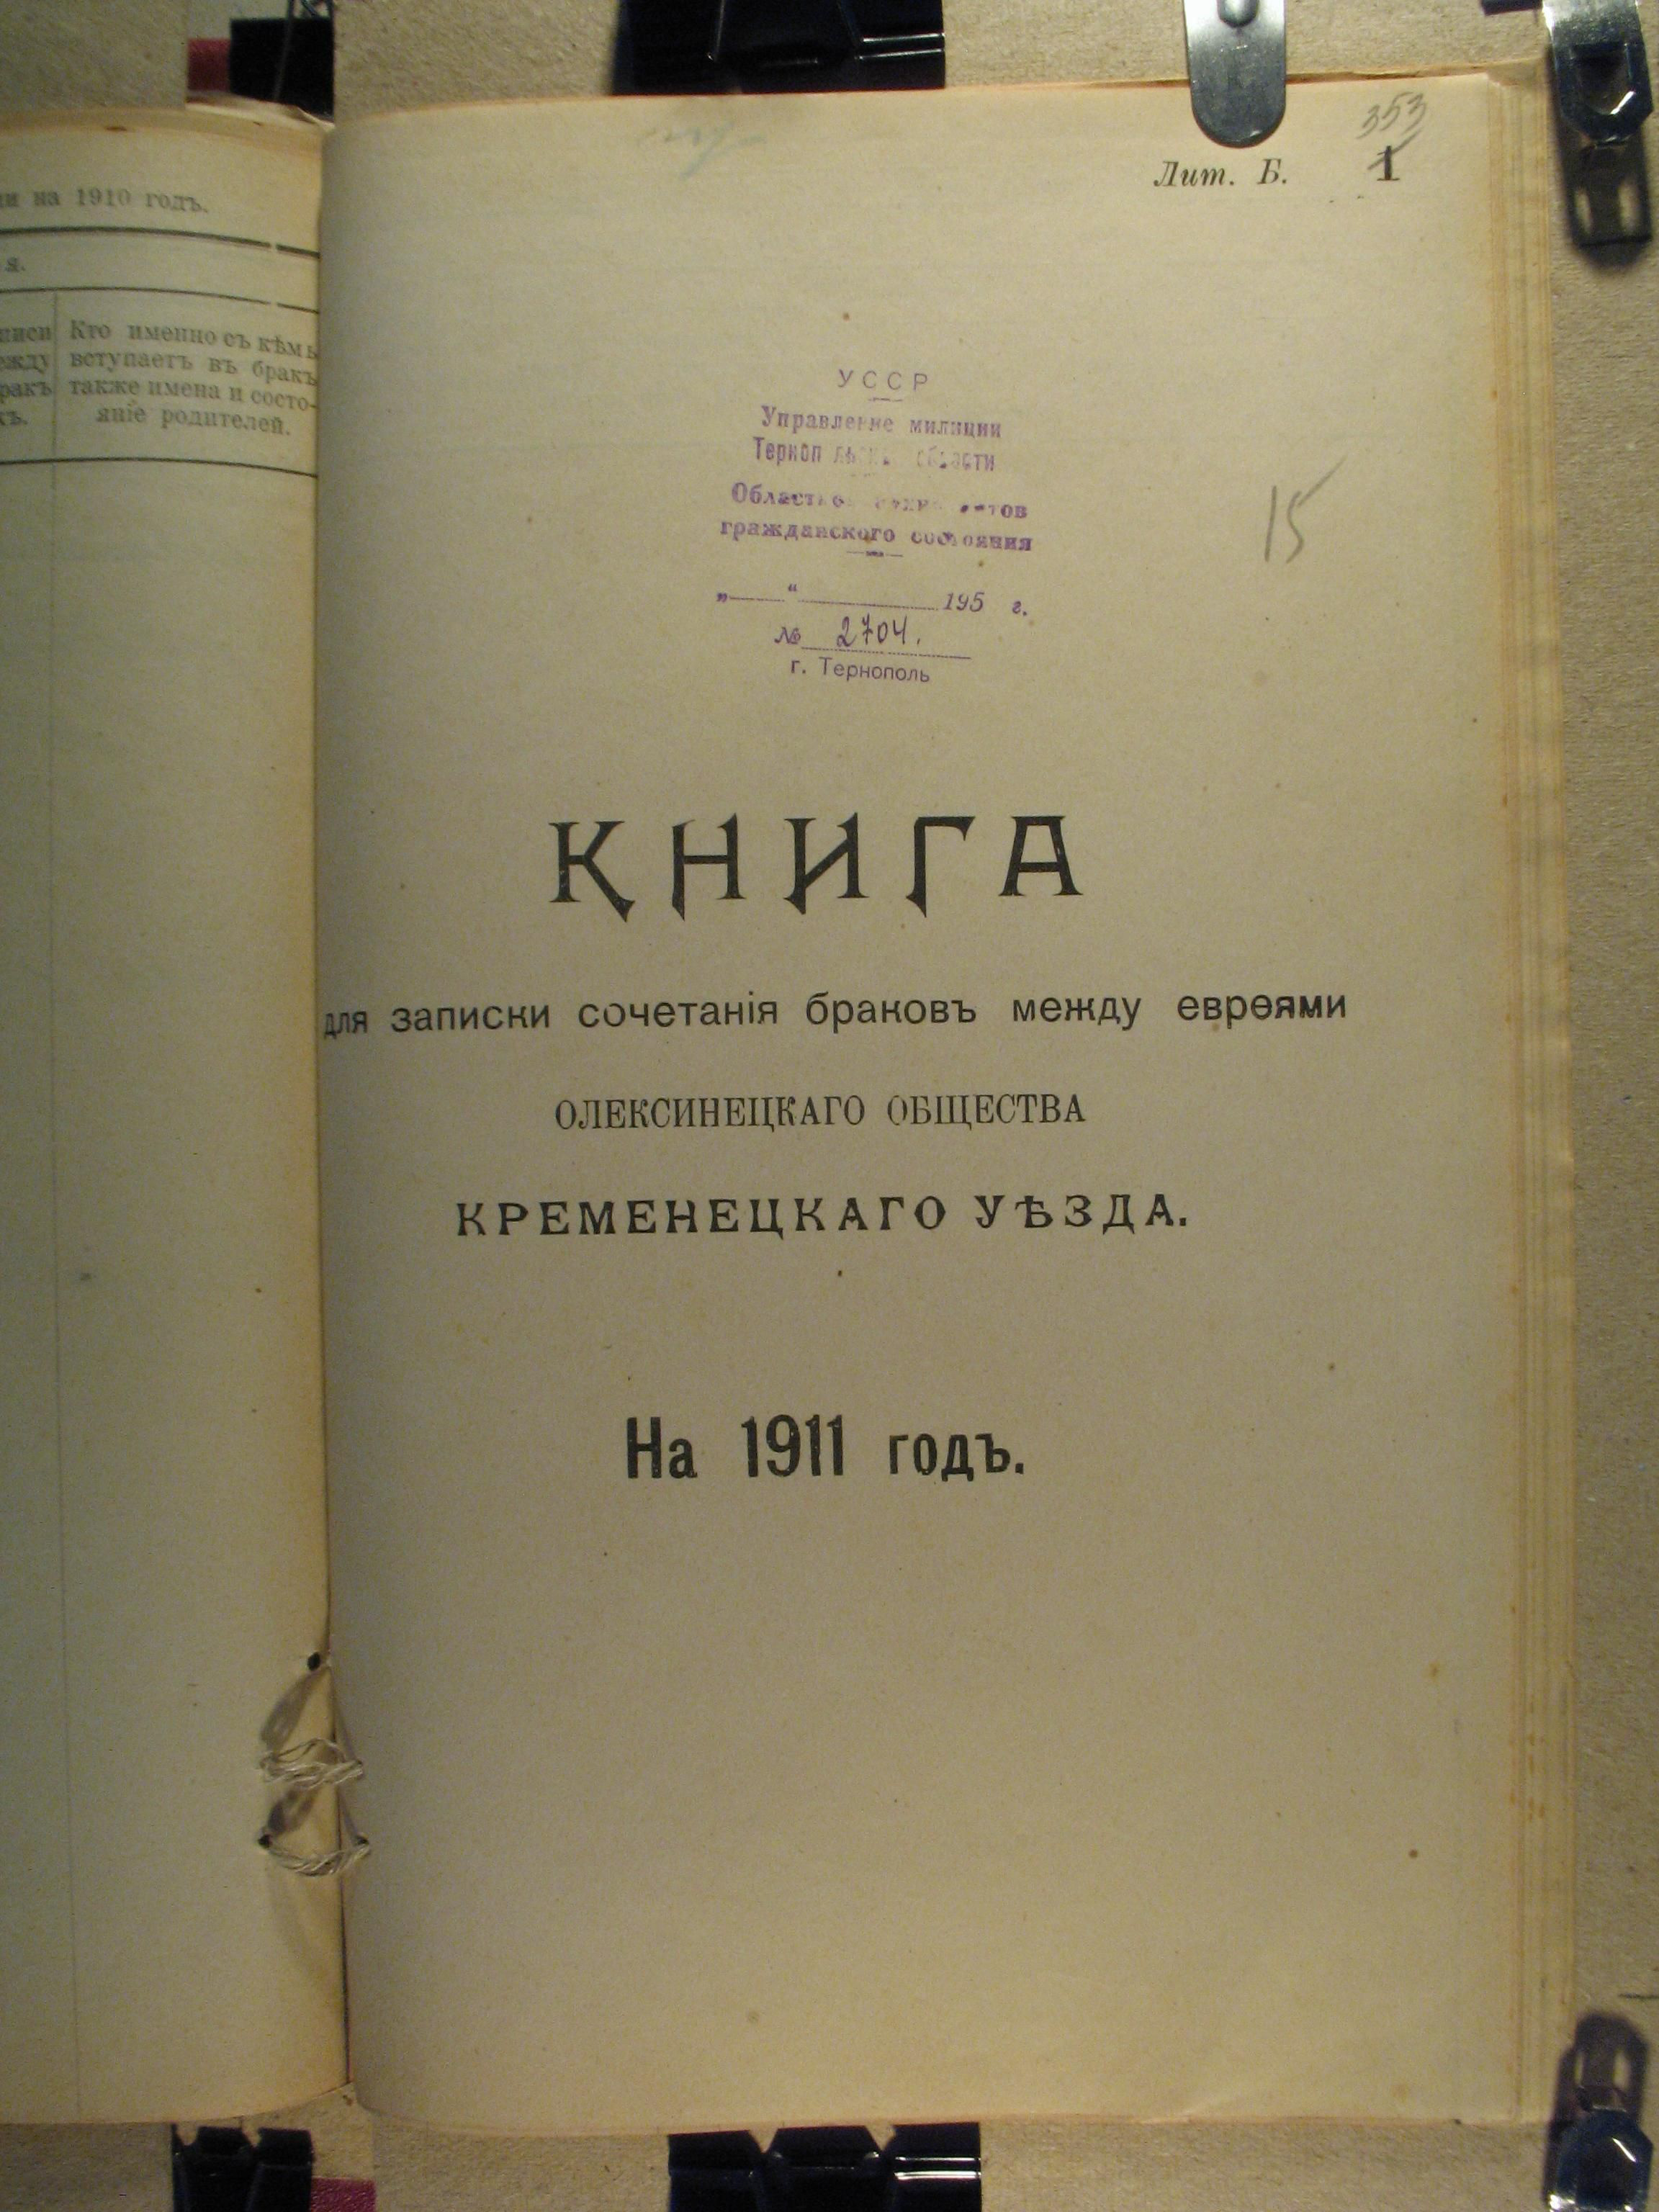 на 1910 годъ.
я.
Кто именно съ кѣмъ
вступаетъ въ бракъ
также имена и состо-
яніе родителей.
353
Лит. Б. 1
УССР
Управление милиции
области
гражданского состояния
„ “ 195 г.
№ 2704.
г. Тернополь
15
КНИГА
для записки сочетанія браковъ между евреями
ОЛЕКСИНЕЦКАГО ОБЩЕСТВА
КРЕМЕНЕЦКАГО УѢЗДА.
На 1911 годъ.